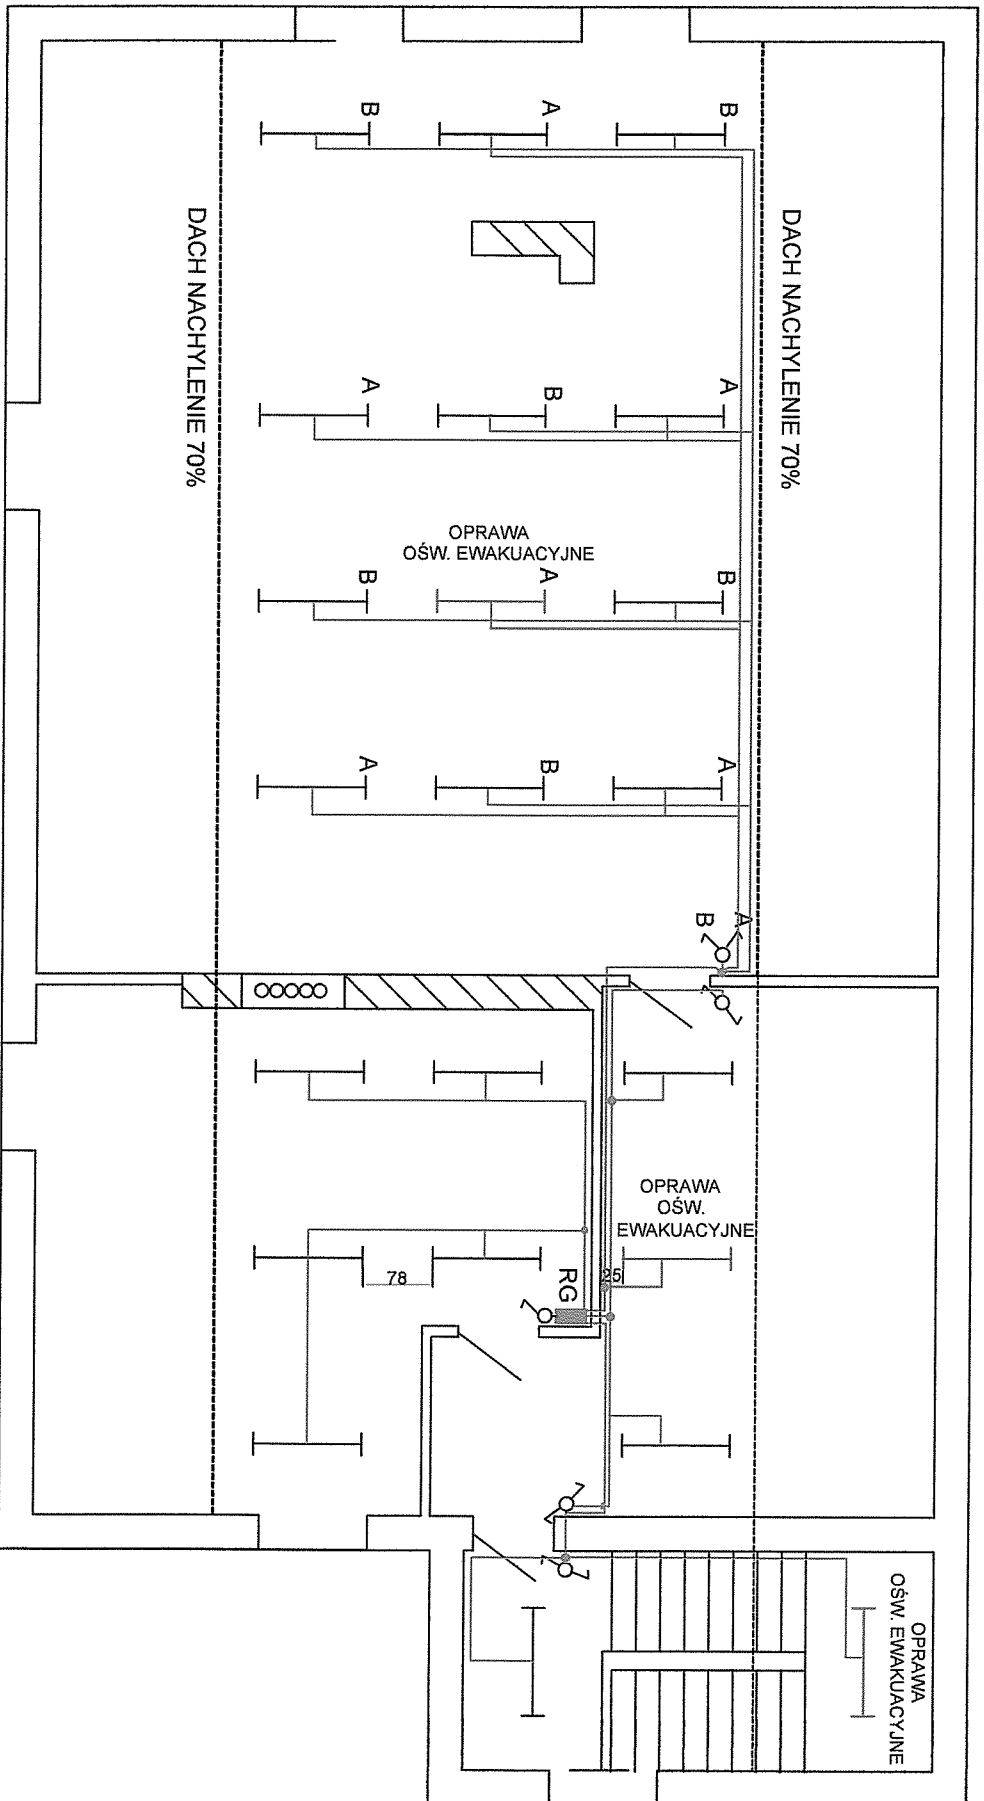 B
A
B
DACH NACHYLENIE 70%
DACH NACHYLENIE 70%
A
B
A
OPRAWA
OŚW. EWAKUACYJNE
B
A
B
A
B
A
B
A
OPRAWA
OŚW.
EWAKUACYJNE
78
RG
25
OPRAWA
OŚW. EWAKUACYJNE